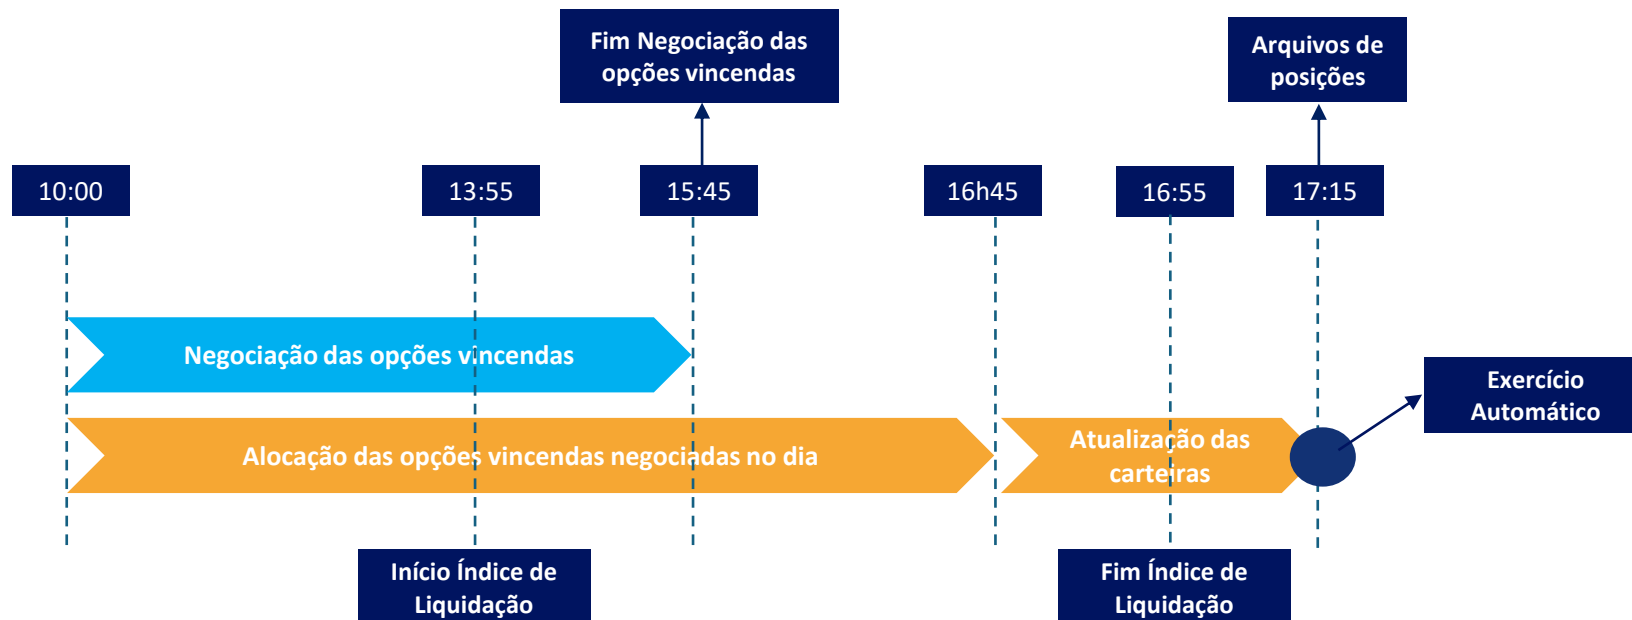 Fim Negociação das
opções vincendas
Arquivos de
posições
10:00
13:55
15:45
16h45
16:55
17:15
Negociação das opções vincendas
Exercício
Automático
Alocação das opções vincendas negociadas no dia
Atualização das
carteiras
Início Índice de
Liquidação
Fim Índice de
Liquidação